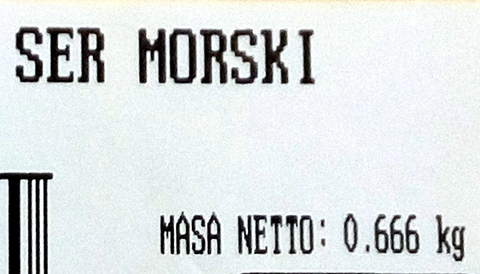 SER MORSKI
MASA NETTO: 0.666 kg